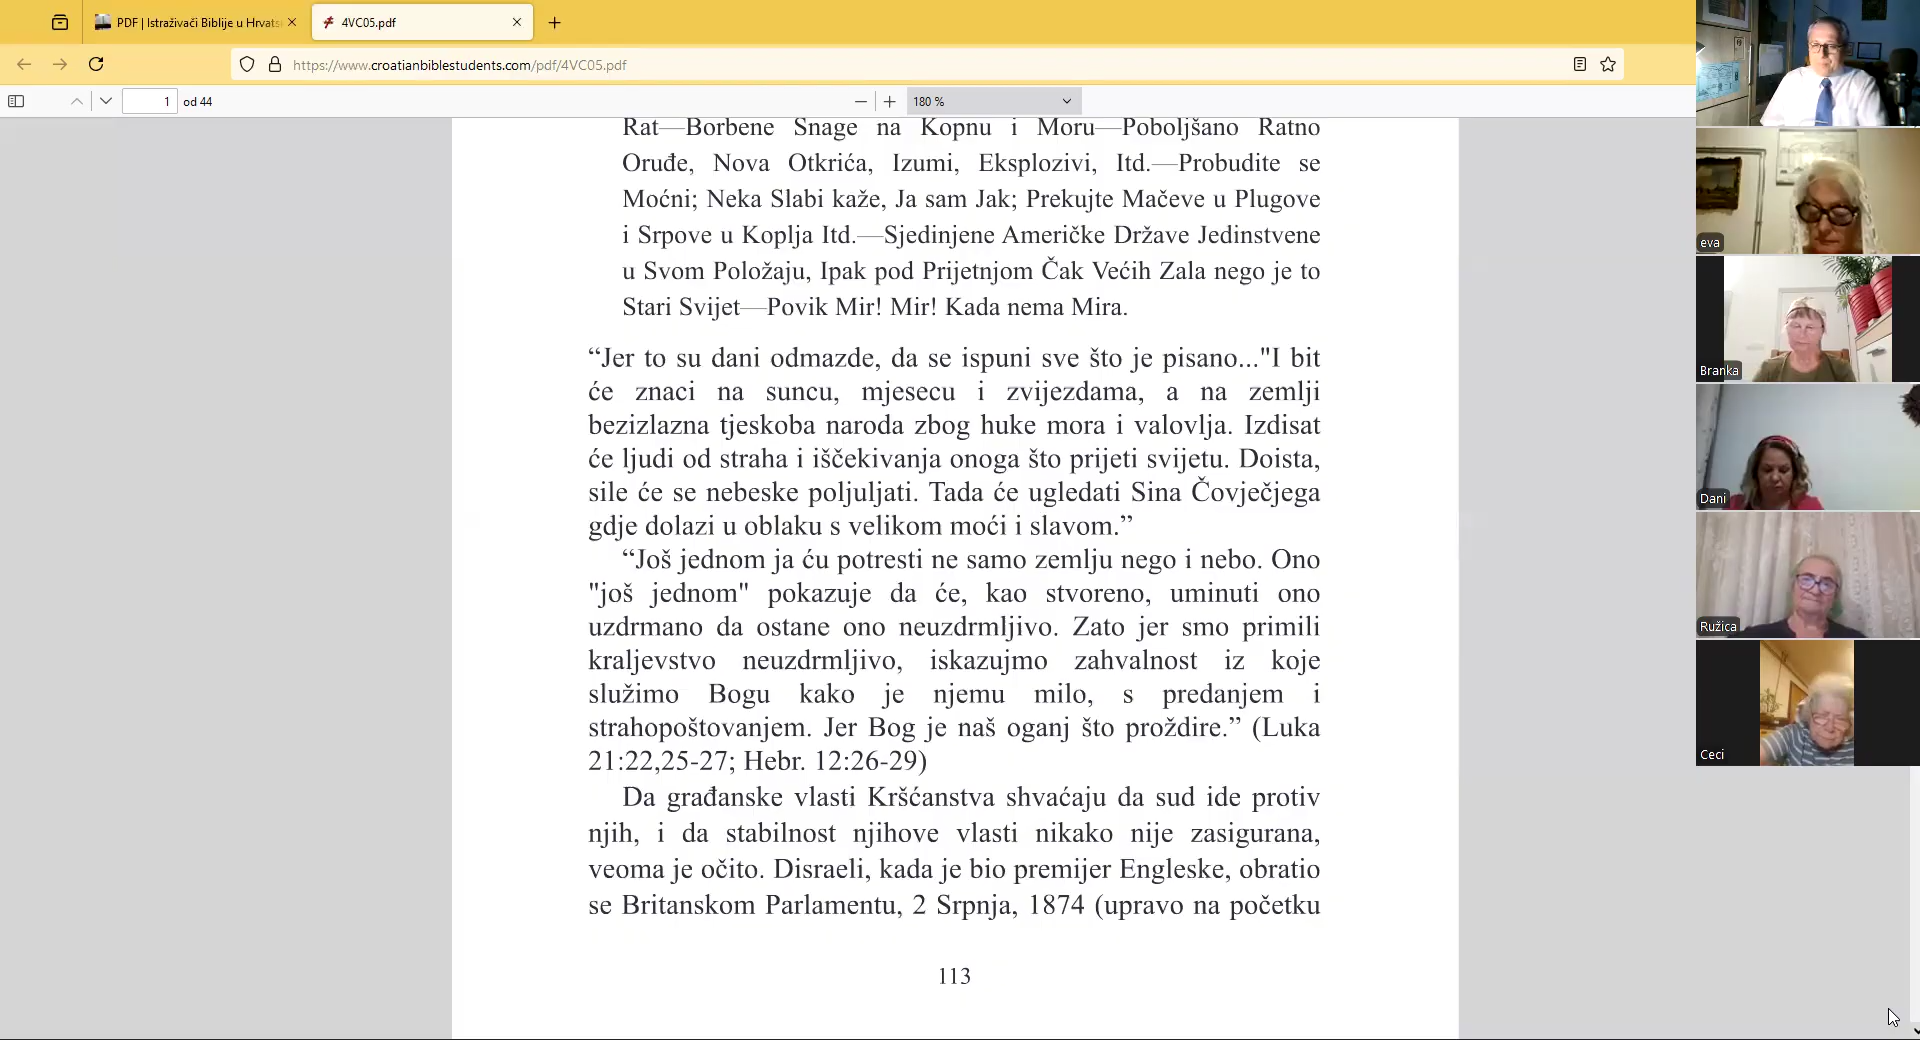 PDF | Istraživači Biblije u Hrvats
4VC05.pdf
https://www.croatianbiblestudents.com/pdf/4VC05.pdf
1 od 44
180 %
Rat—Borbene Snage na Kopnu i Moru—Poboljšano Ratno
Oruđe, Nova Otkrića, Izumi, Eksplozivi, Itd.—Probudite se
Moćni; Neka Slabi kaže, Ja sam Jak; Prekujte Mačeve u Plugove
i Srpove u Koplja Itd.—Sjedinjene Američke Države Jedinstvene
u Svom Položaju, Ipak pod Prijetnjom Čak Većih Zala nego je to
Stari Svijet—Povik Mir! Mir! Kada nema Mira.
“Jer to su dani odmazde, da se ispuni sve što je pisano..."I bit
će znaci na suncu, mjesecu i zvijezdama, a na zemlji
bezizlazna tjeskoba naroda zbog huke mora i valovlja. Izdisat
će ljudi od straha i iščekivanja onoga što prijeti svijetu. Doista,
sile će se nebeske poljuljati. Tada će ugledati Sina Čovječjega
gdje dolazi u oblaku s velikom moći i slavom.”
“Još jednom ja ću potresti ne samo zemlju nego i nebo. Ono
"još jednom" pokazuje da će, kao stvoreno, uminuti ono
uzdrmano da ostane ono neuzdrmljivo. Zato jer smo primili
kraljevstvo neuzdrmljivo, iskazujmo zahvalnost iz koje
služimo Bogu kako je njemu milo, s predanjem i
strahopoštovanjem. Jer Bog je naš oganj što proždire.” (Luka
21:22,25-27; Hebr. 12:26-29)
Da građanske vlasti Kršćanstva shvaćaju da sud ide protiv
njih, i da stabilnost njihove vlasti nikako nije zasigurana,
veoma je očito. Disraeli, kada je bio premijer Engleske, obratio
se Britanskom Parlamentu, 2 Srpnja, 1874 (upravo na početku
113
eva
Branka
Dani
Ružica
Ceci